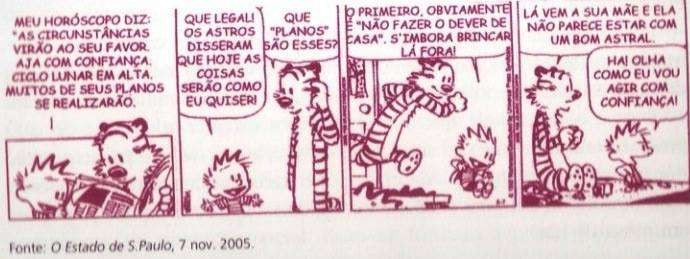 MEU HORÓSCOPO DIZ:
"AS CIRCUNSTÂNCIAS
VIRÃO AO SEU FAVOR.
AJA COM CONFIANÇA.
CICLO LUNAR EM ALTA.
MUITOS DE SEUS PLANOS
SE REALIZARÃO.
QUE LEGAL!
OS ASTROS
DISSERAM
QUE HOJE AS
COISAS
SERÃO COMO
EU QUISER!
QUE
"PLANOS"
SÃO ESSES?
O PRIMEIRO, OBVIAMENTE
É "NÃO FAZER O DEVER DE
CASA". S'IMBORA BRINCAR
LÁ FORA!
LÁ VEM A SUA MÃE E ELA
NÃO PARECE ESTAR COM
UM BOM ASTRAL.
HA! OLHA
COMO EU VOU
AGIR COM
CONFIANÇA!
Fonte: O Estado de S.Paulo, 7 nov. 2005.